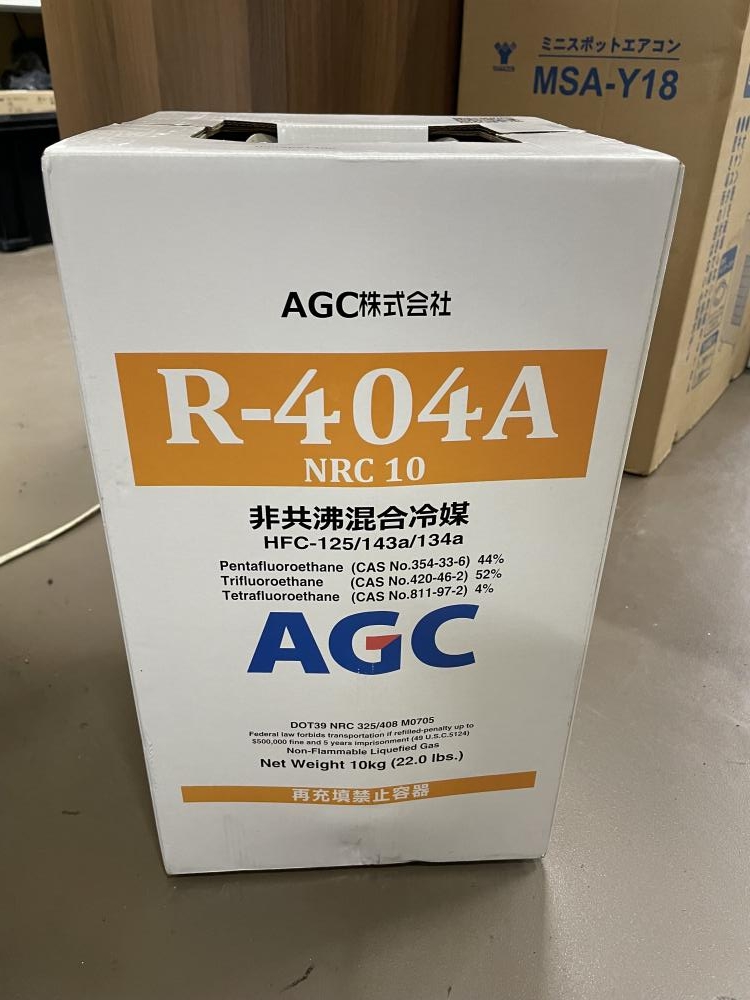 ミニスポットエアコン
MSA-Y18
AGC株式会社
R-404A
NRC 10
非共沸混合冷媒
HFC-125/143a/134a
Pentafluoroethane (CAS No.354-33-6) 44%
Trifluoroethane (CAS No.420-46-2) 52%
Tetrafluoroethane (CAS No.811-97-2) 4%
AGC
DOT39 NRC 325/408 M0705
Federal law forbids transportation if refilled-penalty up to
$500,000 fine and 5 years imprisonment (49 U.S.C.5124)
Non-Flammable Liquefied Gas
Net Weight 10kg (22.0 lbs.)
再充填禁止容器